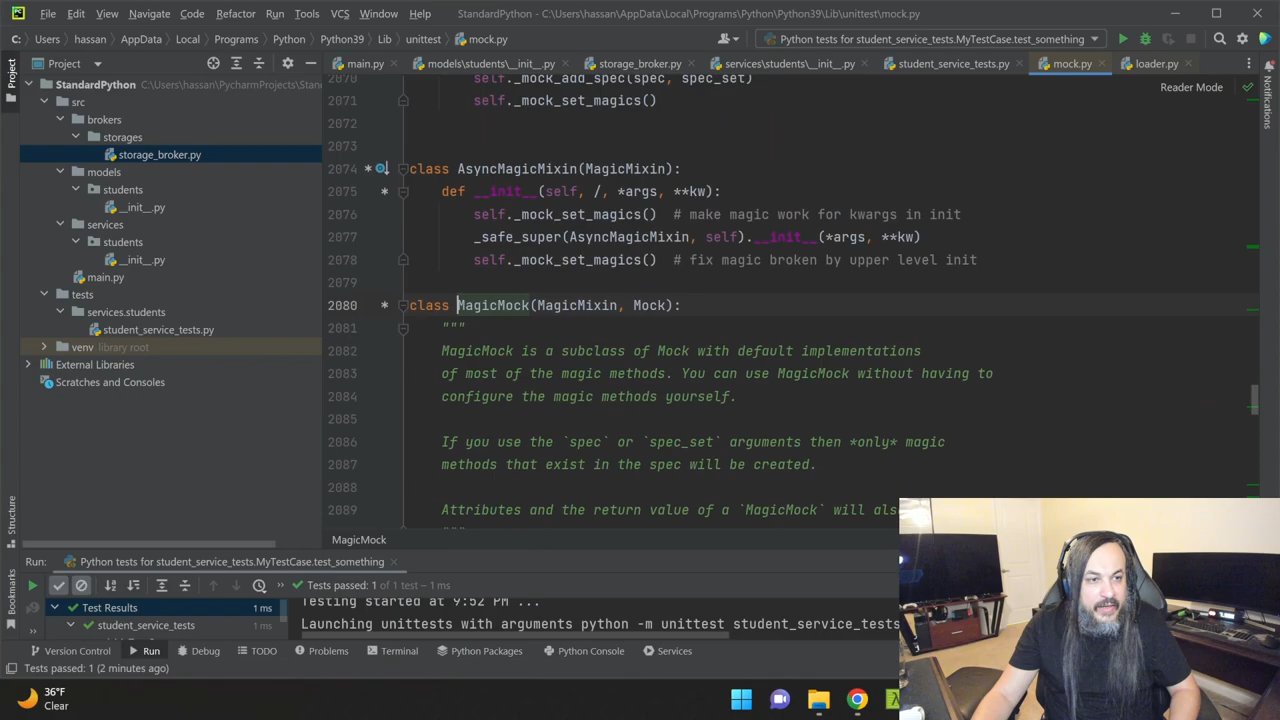 File Edit View Navigate Code Refactor Run Tools VCS Window Help StandardPython - C:\Users\hassan\AppData\Local\Programs\Python\Python39\Lib\unittest\mock.py
C: Users hassan AppData Local Programs Python Python39 Lib unittest mock.py Python tests for student_service_tests.MyTestCase.test_something
Project main.py models\students\__init__.py storage_broker.py services\students\__init__.py student_service_tests.py mock.py loader.py
Project
Notifications
Reader Mode
StandardPython C:\Users\hassan\PycharmProjects\Standar
src
brokers
storages
storage_broker.py
models
students
__init__.py
services
students
__init__.py
main.py
tests
services.students
student_service_tests.py
venv library root
External Libraries
Scratches and Consoles
2070 self._mock_add_spec(spec, spec_set)
2071 self._mock_set_magics()
2072
2073
2074 class AsyncMagicMixin(MagicMixin):
2075 def __init__(self, /, *args, **kw):
2076 self._mock_set_magics() # make magic work for kwargs in init
2077 _safe_super(AsyncMagicMixin, self).__init__(*args, **kw)
2078 self._mock_set_magics() # fix magic broken by upper level init
2079
2080 class MagicMock(MagicMixin, Mock):
2081 """
2082 MagicMock is a subclass of Mock with default implementations
2083 of most of the magic methods. You can use MagicMock without having to
2084 configure the magic methods yourself.
2085
2086 If you use the `spec` or `spec_set` arguments then *only* magic
2087 methods that exist in the spec will be created.
2088
2089 Attributes and the return value of a `MagicMock` will als
MagicMock
Structure
Bookmarks
Run: Python tests for student_service_tests.MyTestCase.test_something
Tests passed: 1 of 1 test – 1 ms
Test Results 1 ms
student_service_tests 1 ms
Testing started at 9:52 PM ...
Launching unittests with arguments python -m unittest student_service_tests
Version Control Run Debug TODO Problems Terminal Python Packages Python Console Services
Tests passed: 1 (2 minutes ago)
36°F
Clear